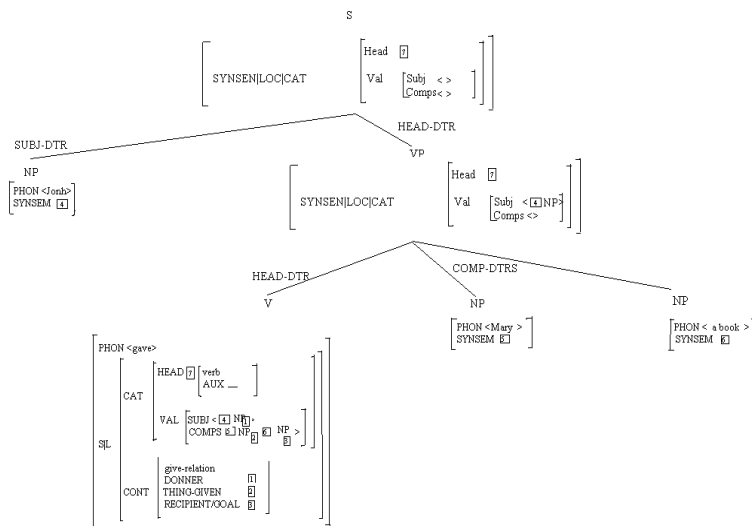 S
Head 7
SYNSEN|LOC|CAT Val Subj < >
Comps< >
SUBJ-DTR HEAD-DTR
NP VP
PHON <Jonh>
SYNSEM 4
Head 7
SYNSEN|LOC|CAT Val Subj < 4 NP>
Comps <>
HEAD-DTR COMP-DTRS
V NP NP
PHON <Mary >
SYNSEM 5
PHON < a book >
SYNSEM 6
PHON <gave>
HEAD 7 verb
AUX __
CAT
VAL SUBJ < 4 NP 1 >
COMPS 5 NP 2 6 NP 3 >
S|L
give-relation
DONNER 1
CONT THING-GIVEN 2
RECIPIENT/GOAL 3